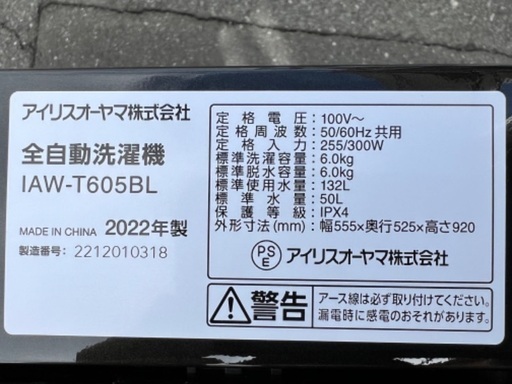 アイリスオーヤマ株式会社
全自動洗濯機
IAW-T605BL
MADE IN CHINA 2022年製
製造番号: 2212010318
定格電圧:100V～
定格周波数:50/60Hz 共用
定格入力:255/300W
標準洗濯容量:6.0kg
標準脱水容量:6.0kg
標準使用水量:132L
標準水量:50L
保護等級:IPX4
外形寸法(mm):幅555×奥行525×高さ920
PS
E
アイリスオーヤマ株式会社
警告
アース線は必ず取り付けてください。
漏電時に感電のおそれがあります。